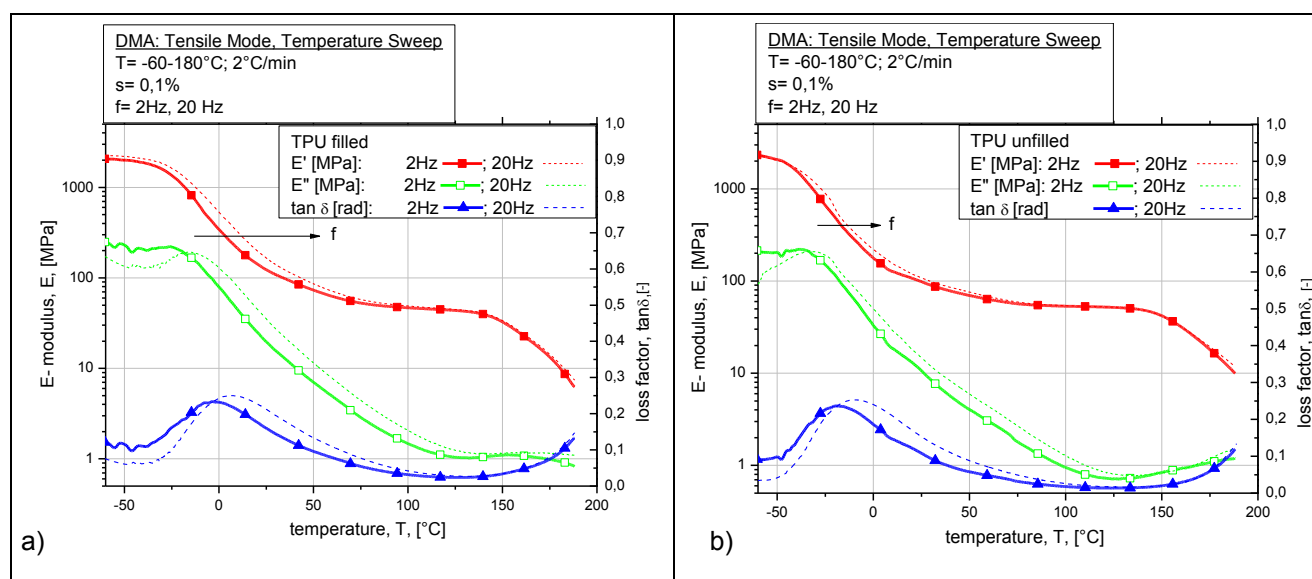 DMA: Tensile Mode, Temperature Sweep
T= -60-180°C; 2°C/min
s= 0,1%
f= 2Hz, 20 Hz
TPU filled
E' [MPa]: 2Hz ; 20Hz
E'' [MPa]: 2Hz ; 20Hz
tan δ [rad]: 2Hz ; 20Hz
f
1000
100
10
1
E- modulus, E, [MPa]
1,0
0,9
0,8
0,7
0,6
0,5
0,4
0,3
0,2
0,1
0,0
loss factor, tanδ,[-]
-50 0 50 100 150 200
temperature, T, [°C]
a)
DMA: Tensile Mode, Temperature Sweep
T= -60-180°C; 2°C/min
s= 0,1%
f= 2Hz, 20 Hz
TPU unfilled
E' [MPa]: 2Hz ; 20Hz
E'' [MPa]: 2Hz ; 20Hz
tan δ [rad] 2Hz ; 20Hz
f
1000
100
10
1
E- modulus, E, [MPa]
1,0
0,9
0,8
0,7
0,6
0,5
0,4
0,3
0,2
0,1
0,0
loss factor, tanδ, [-]
-50 0 50 100 150 200
temperature, T, [°C]
b)